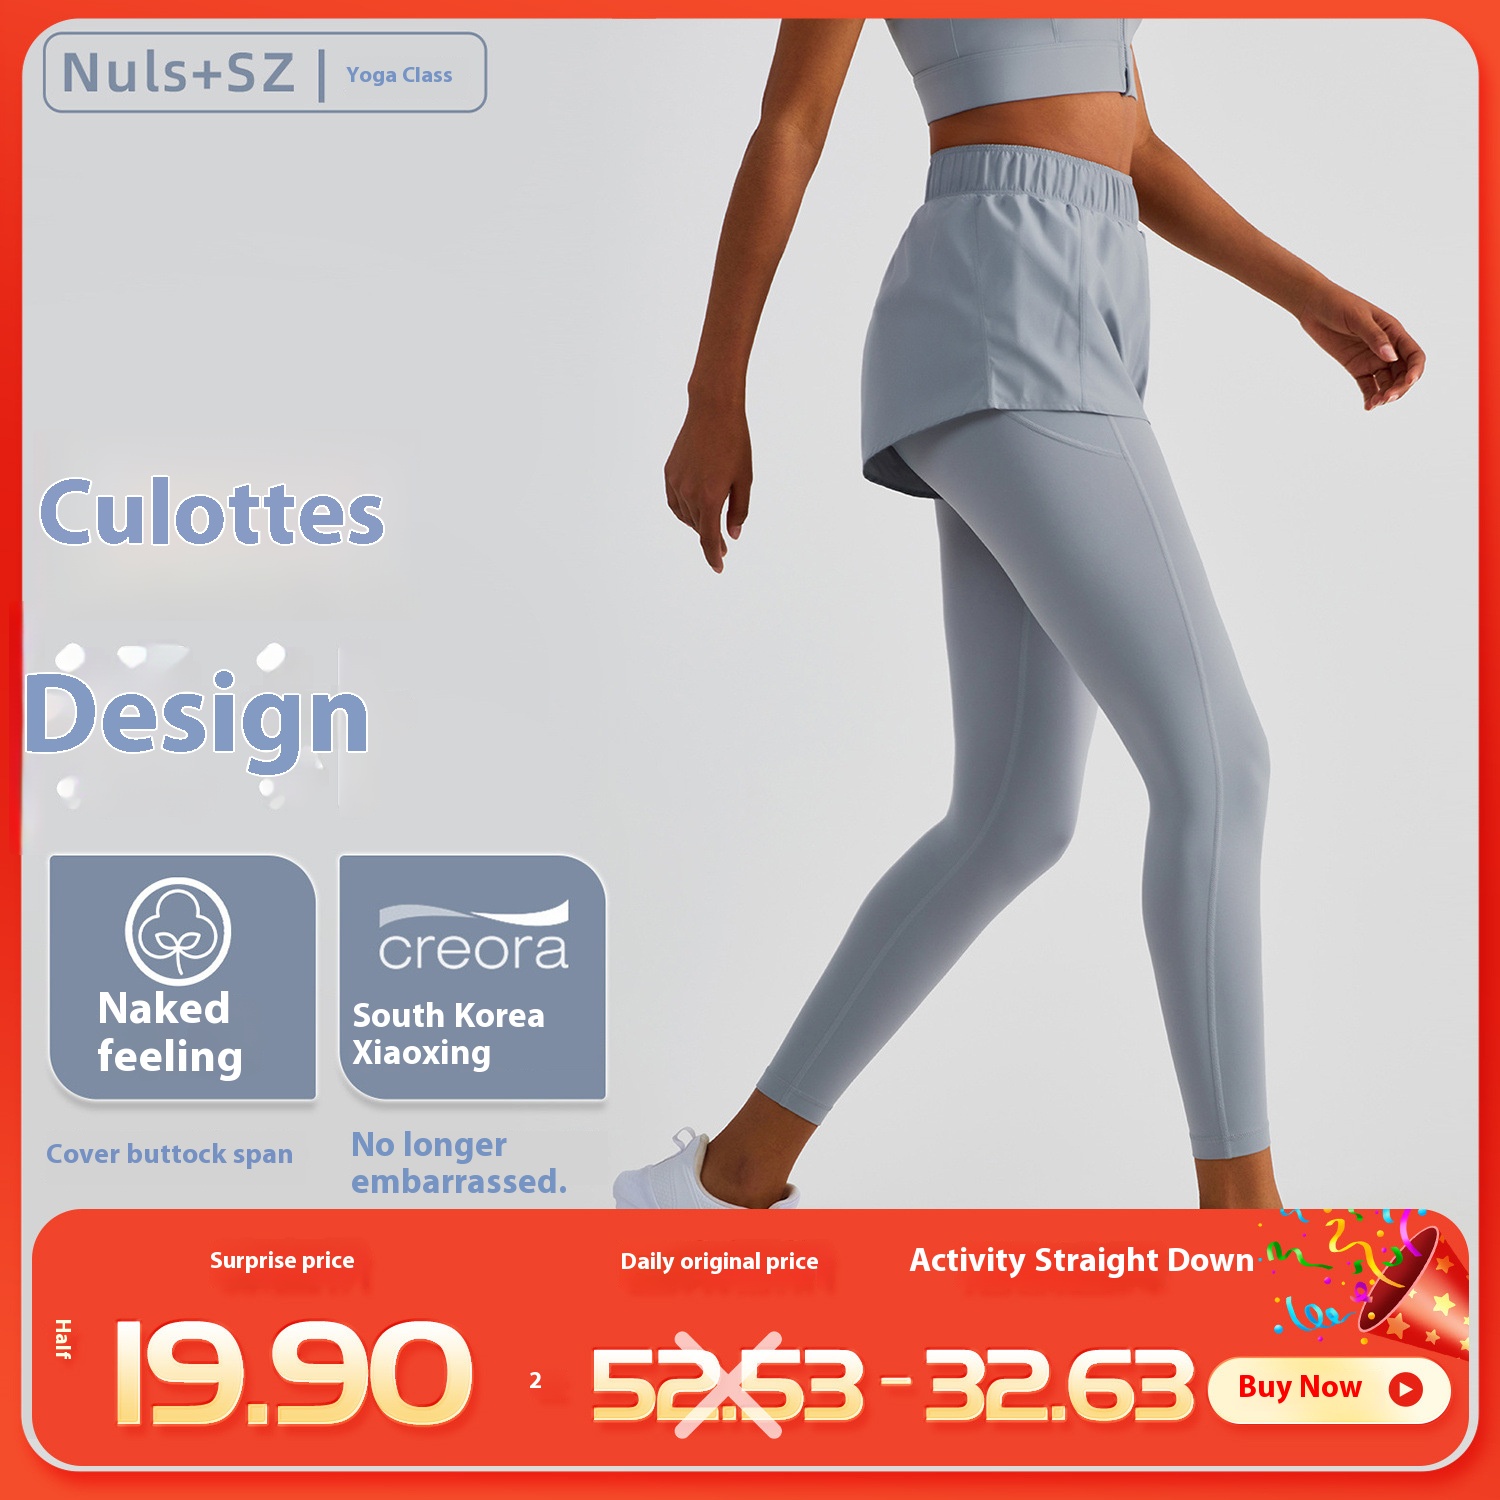 Nuls+SZ | Yoga Class
Culottes
Design
Naked
feeling
creora
South Korea
Xiaoxing
Cover buttock span
No longer
embarrassed.
Surprise price
Daily original price
Activity Straight Down
Half
19.90
2
52.53-32.63
Buy Now